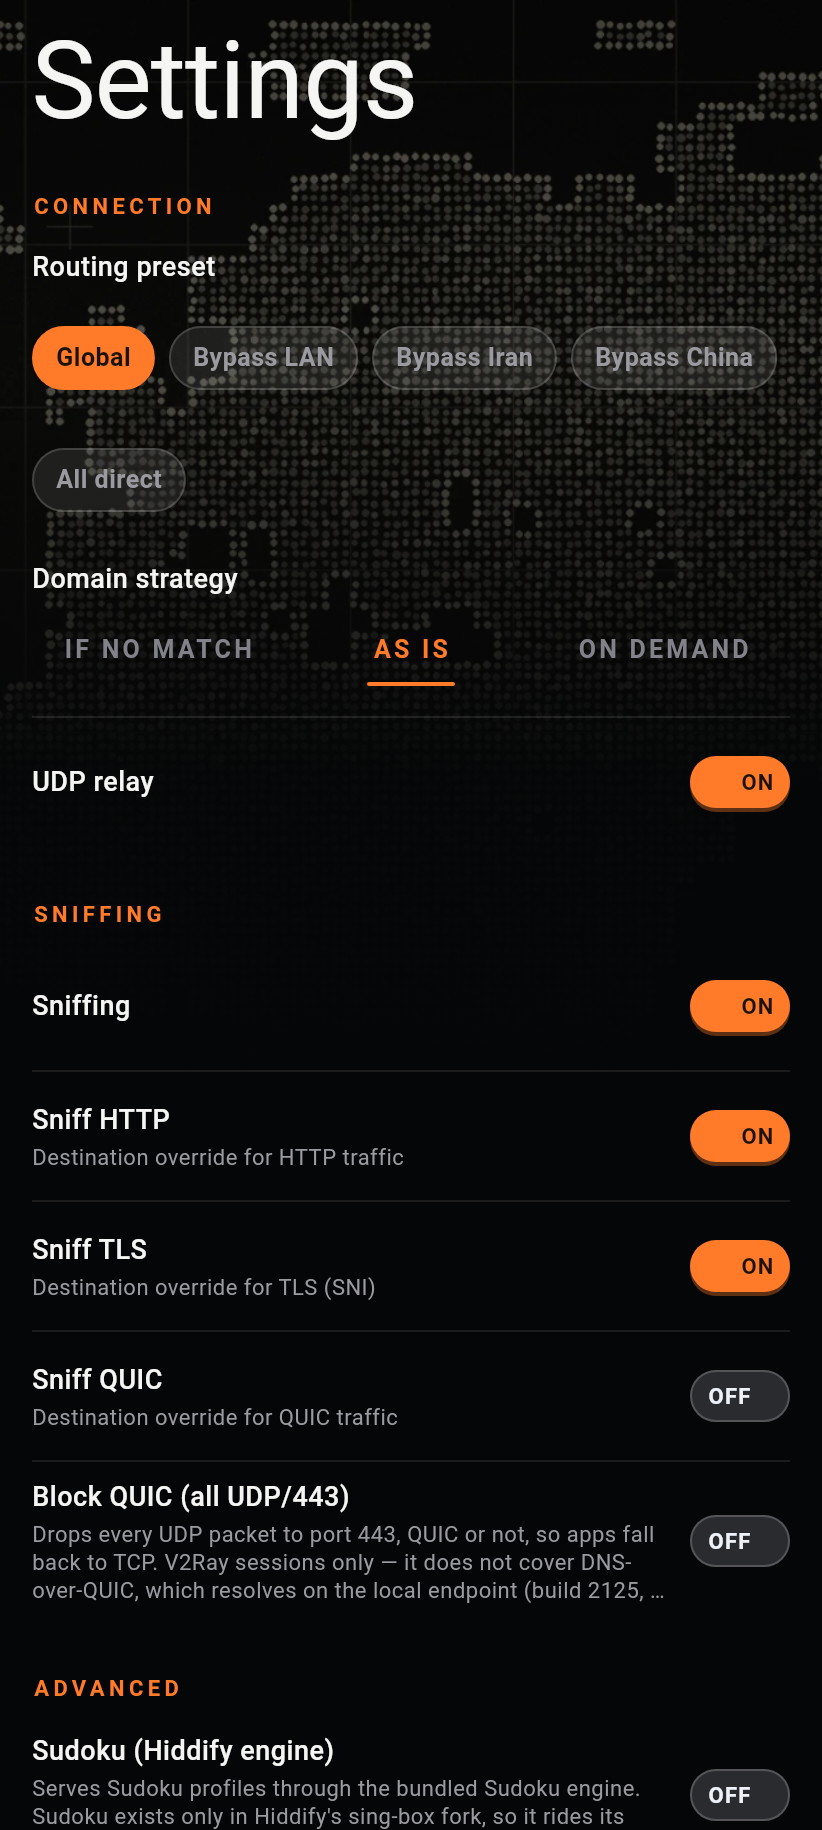 Settings
CONNECTION
Routing preset
Global Bypass LAN Bypass Iran Bypass China
All direct
Domain strategy
IF NO MATCH AS IS ON DEMAND
UDP relay ON
SNIFFING
Sniffing ON
Sniff HTTP
Destination override for HTTP traffic
ON
Sniff TLS
Destination override for TLS (SNI)
ON
Sniff QUIC
Destination override for QUIC traffic
OFF
Block QUIC (all UDP/443)
Drops every UDP packet to port 443, QUIC or not, so apps fall
back to TCP. V2Ray sessions only — it does not cover DNS-
over-QUIC, which resolves on the local endpoint (build 2125, …
OFF
ADVANCED
Sudoku (Hiddify engine)
Serves Sudoku profiles through the bundled Sudoku engine.
Sudoku exists only in Hiddify's sing-box fork, so it rides its
OFF